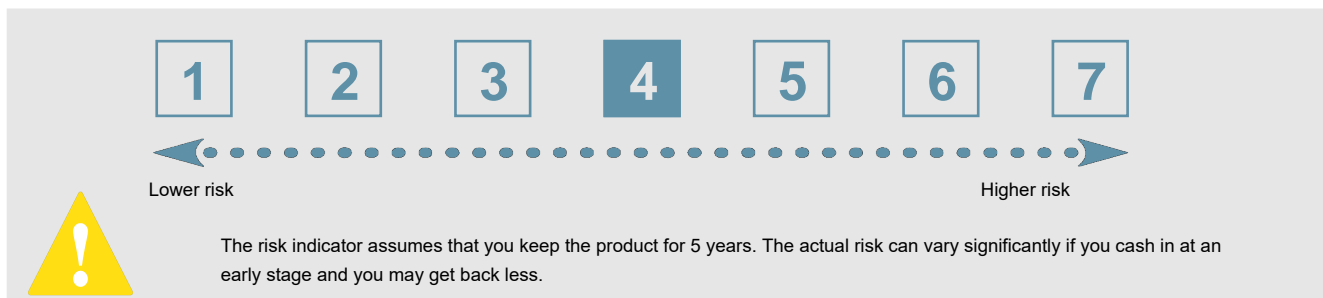 1 2 3 4 5 6 7
Lower risk Higher risk
!
The risk indicator assumes that you keep the product for 5 years. The actual risk can vary significantly if you cash in at an
early stage and you may get back less.